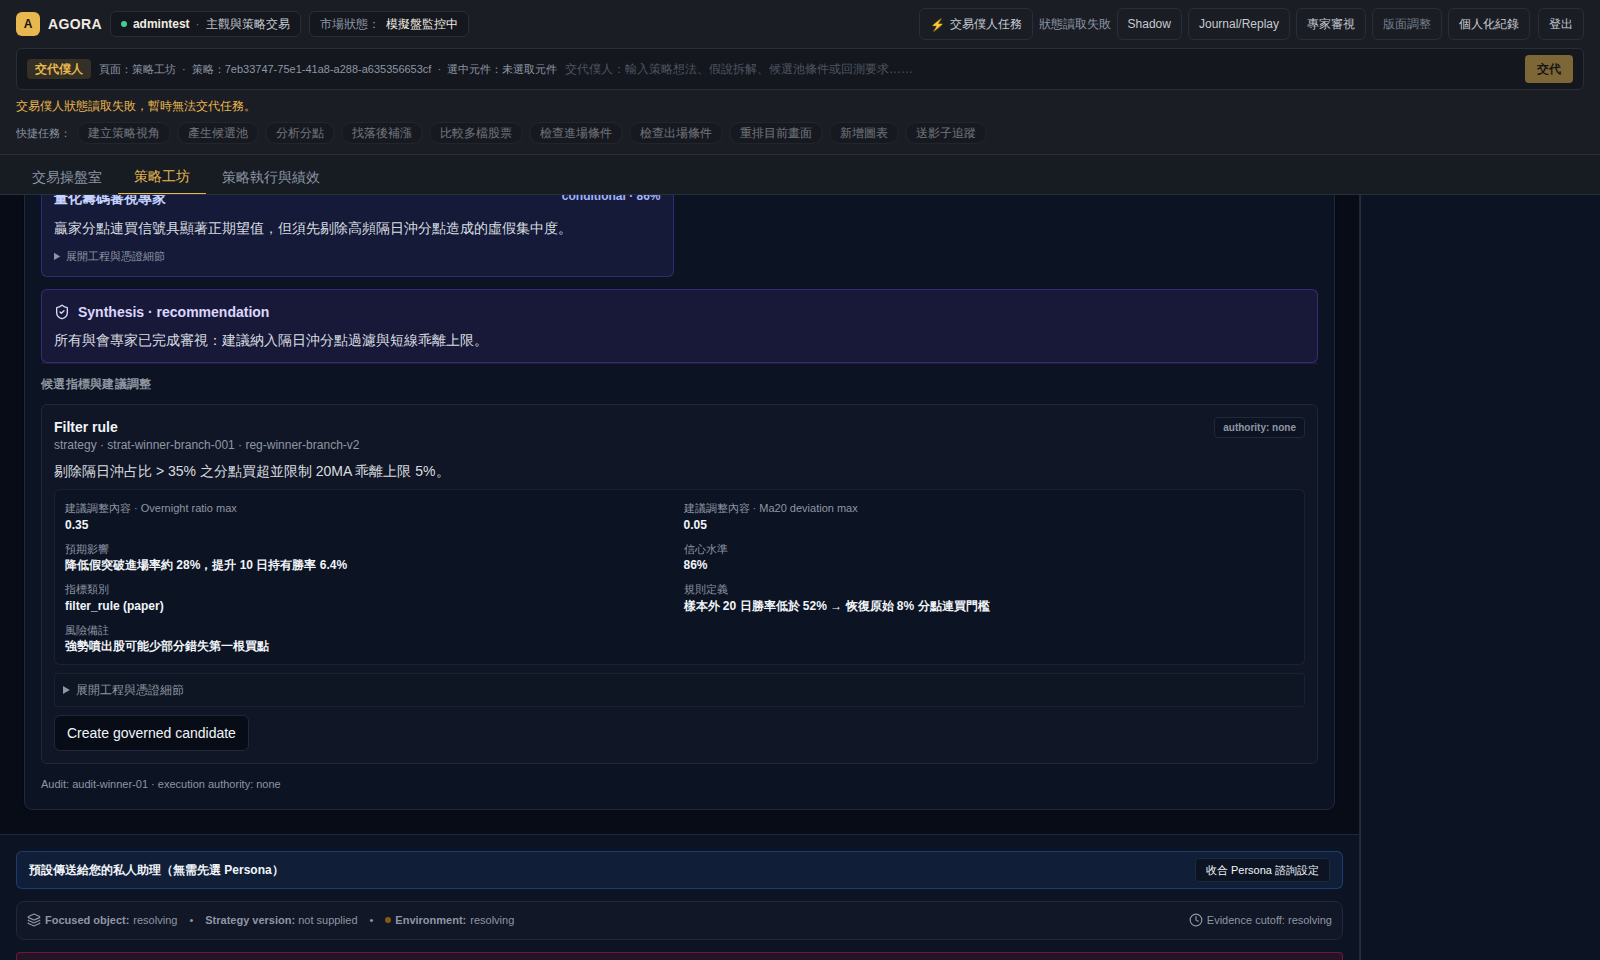 A AGORA admintest · 主觀與策略交易 市場狀態： 模擬盤監控中 ⚡ 交易僕人任務 狀態讀取失敗 Shadow Journal/Replay 專家審視 版面調整 個人化紀錄 登出
交代僕人 頁面：策略工坊 · 策略：7eb33747-75e1-41a8-a288-a635356653cf · 選中元件：未選取元件 交代僕人：輸入策略想法、假說拆解、候選池條件或回測要求…… 交代
交易僕人狀態讀取失敗，暫時無法交代任務。
快捷任務： 建立策略視角 產生候選池 分析分點 找落後補漲 比較多檔股票 檢查進場條件 檢查出場條件 重排目前畫面 新增圖表 送影子追蹤
交易操盤室 策略工坊 策略執行與績效
量化籌碼審視專家 conditional · 86%
贏家分點連買信號具顯著正期望值，但須先剔除高頻隔日沖分點造成的虛假集中度。
▶ 展開工程與憑證細節
Synthesis · recommendation
所有與會專家已完成審視：建議納入隔日沖分點過濾與短線乖離上限。
候選指標與建議調整
Filter rule authority: none
strategy · strat-winner-branch-001 · reg-winner-branch-v2
剔除隔日沖占比 > 35% 之分點買超並限制 20MA 乖離上限 5%。
建議調整內容 · Overnight ratio max 建議調整內容 · Ma20 deviation max
0.35 0.05
預期影響 信心水準
降低假突破進場率約 28%，提升 10 日持有勝率 6.4% 86%
指標類別 規則定義
filter_rule (paper) 樣本外 20 日勝率低於 52% → 恢復原始 8% 分點連買門檻
風險備註
強勢噴出股可能少部分錯失第一根買點
▶ 展開工程與憑證細節
Create governed candidate
Audit: audit-winner-01 · execution authority: none
預設傳送給您的私人助理（無需先選 Persona） 收合 Persona 諮詢設定
Focused object: resolving • Strategy version: not supplied • Environment: resolving Evidence cutoff: resolving